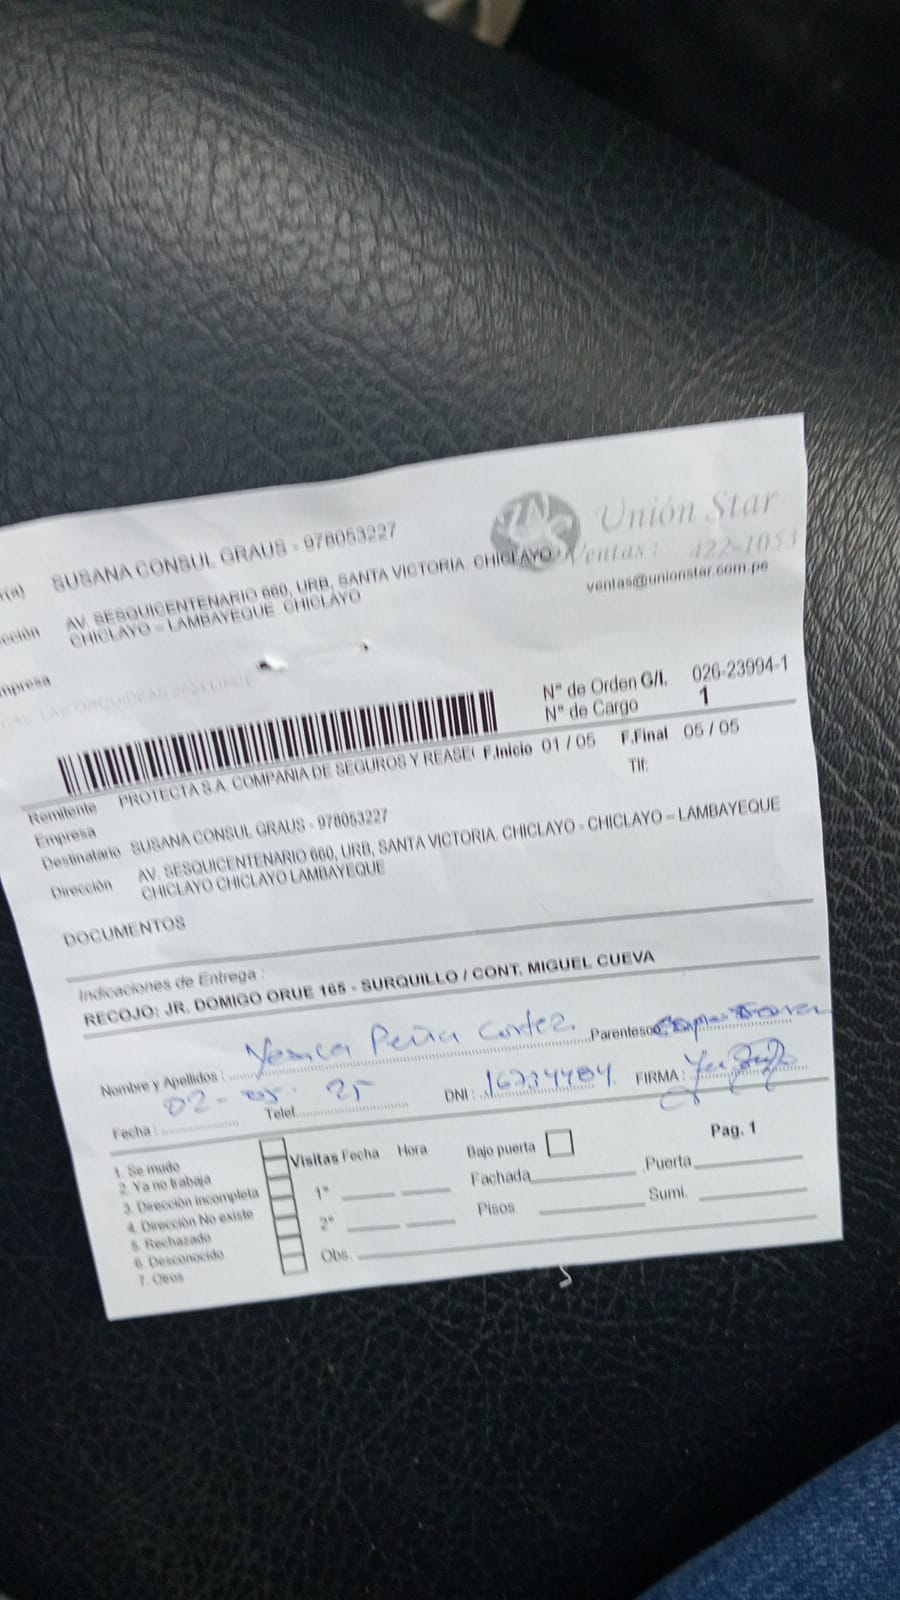 Unión Star
Ventas: 422-1053
ventas@unionstar.com.pe
r(a) SUSANA CONSUL GRAUS - 978053227
cción AV. SESQUICENTENARIO 660, URB, SANTA VICTORIA. CHICLAYO
CHICLAYO – LAMBAYEQUE CHICLAYO
mpresa
N° de Orden G/I. 026-23994-1
N° de Cargo 1
Remitente PROTECTA S.A. COMPAÑIA DE SEGUROS Y REASE F.Inicio 01 / 05 F.Final 05 / 05
Empresa Tlf:
Destinatario SUSANA CONSUL GRAUS - 978053227
Dirección AV. SESQUICENTENARIO 660, URB, SANTA VICTORIA. CHICLAYO - CHICLAYO – LAMBAYEQUE
CHICLAYO CHICLAYO LAMBAYEQUE
DOCUMENTOS
Indicaciones de Entrega :
RECOJO: JR. DOMIGO ORUE 165 - SURQUILLO / CONT. MIGUEL CUEVA
Nombre y Apellidos : Yesica Peña Cortez Parentesco
Fecha : 02 - 05 - 25 Telef. DNI : FIRMA :
Pag. 1
1. Se mudo
2. Ya no trabaja
3. Dirección incompleta
4. Dirección No existe
5. Rechazado
6. Desconocido
7. Otros
Visitas Fecha Hora Bajo puerta
1° Fachada Puerta
2° Pisos Sumi.
Obs.